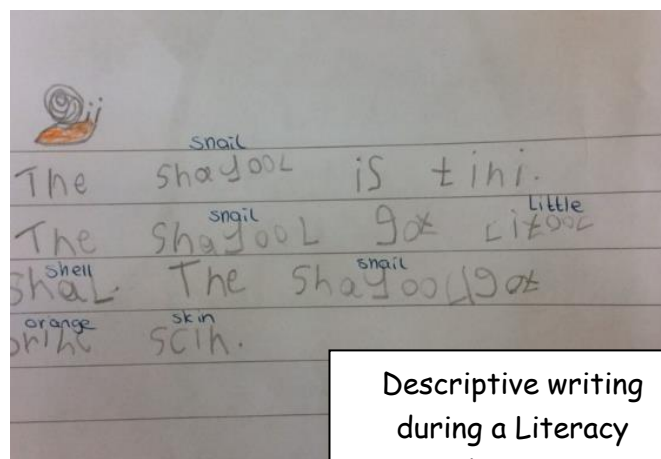 snail
The shayooL is tini.
snail Little
The shayooL got Litool
shell snail
shaL. The shayooL got
orange skin
scin.
Descriptive writing
during a Literacy